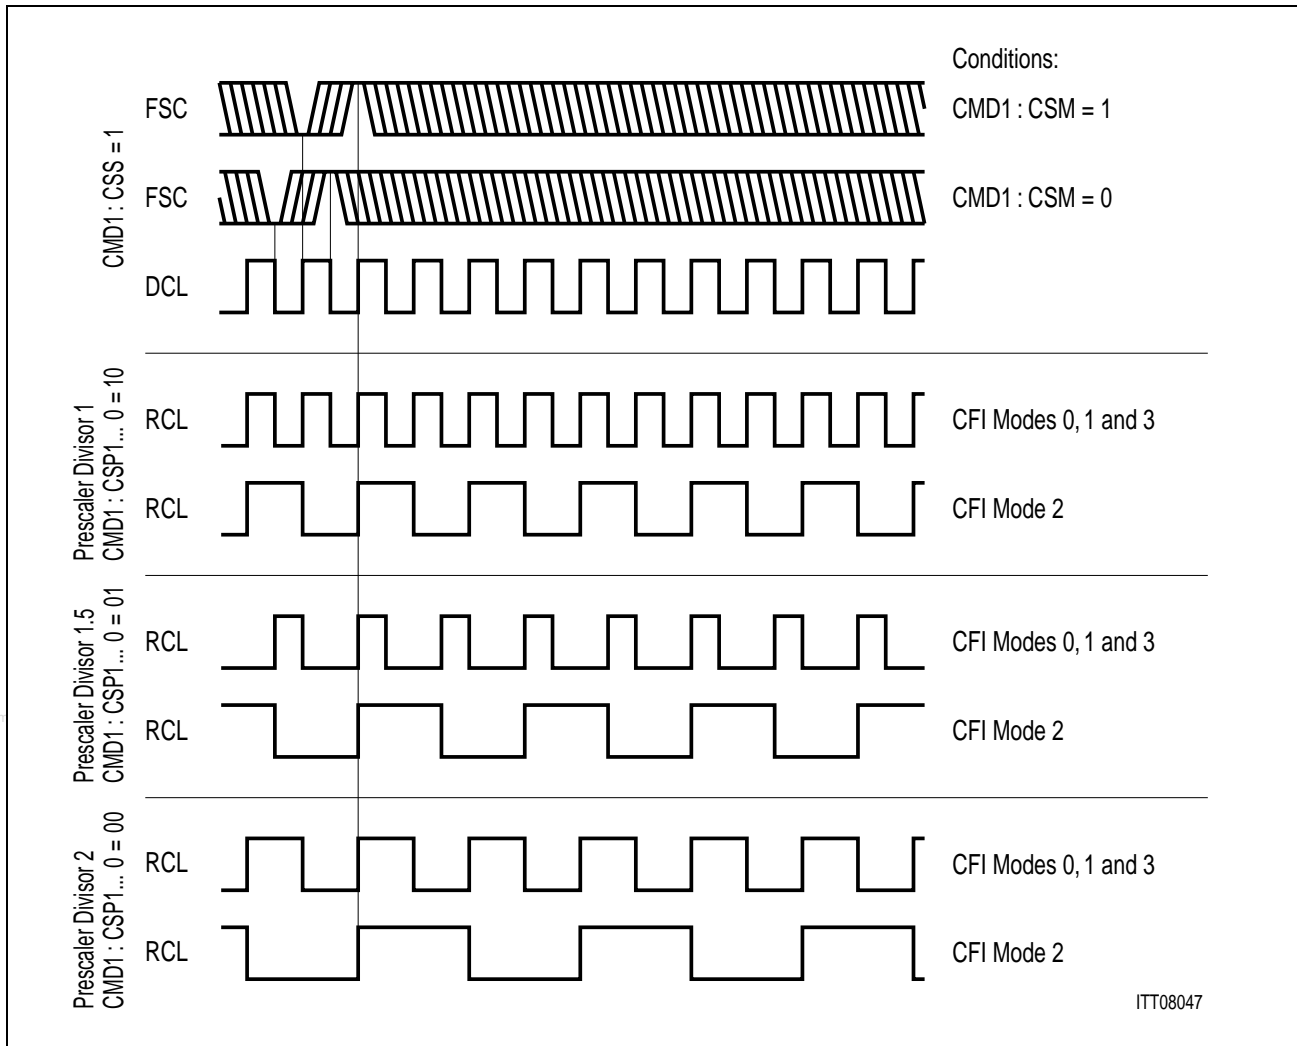 Conditions:
CMD1 : CSS = 1
FSC
CMD1 : CSM = 1
FSC
CMD1 : CSM = 0
DCL
Prescaler Divisor 1
CMD1 : CSP1... 0 = 10
RCL
CFI Modes 0, 1 and 3
RCL
CFI Mode 2
Prescaler Divisor 1.5
CMD1 : CSP1... 0 = 01
RCL
CFI Modes 0, 1 and 3
RCL
CFI Mode 2
Prescaler Divisor 2
CMD1 : CSP1... 0 = 00
RCL
CFI Modes 0, 1 and 3
RCL
CFI Mode 2
ITT08047